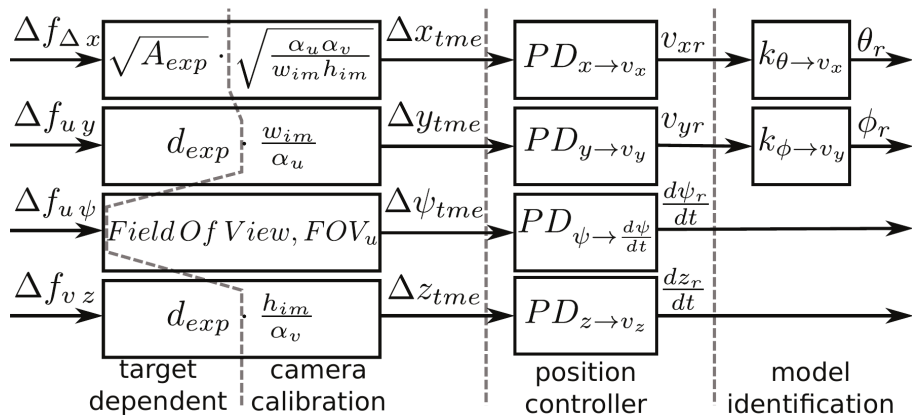 Δf_{Δ x} √A_{exp} · √(α_u α_v / w_{im} h_{im}) Δx_{tme} PD_{x→v_x} v_{xr} k_{θ→v_x} θ_r
Δf_{u y} d_{exp} · w_{im} / α_u Δy_{tme} PD_{y→v_y} v_{yr} k_{ϕ→v_y} ϕ_r
Δf_{u ψ} Field Of View, FOV_u Δψ_{tme} PD_{ψ→dψ/dt} dψ_r/dt
Δf_{v z} d_{exp} · h_{im} / α_v Δz_{tme} PD_{z→v_z} dz_r/dt
target dependent
camera calibration
position controller
model identification